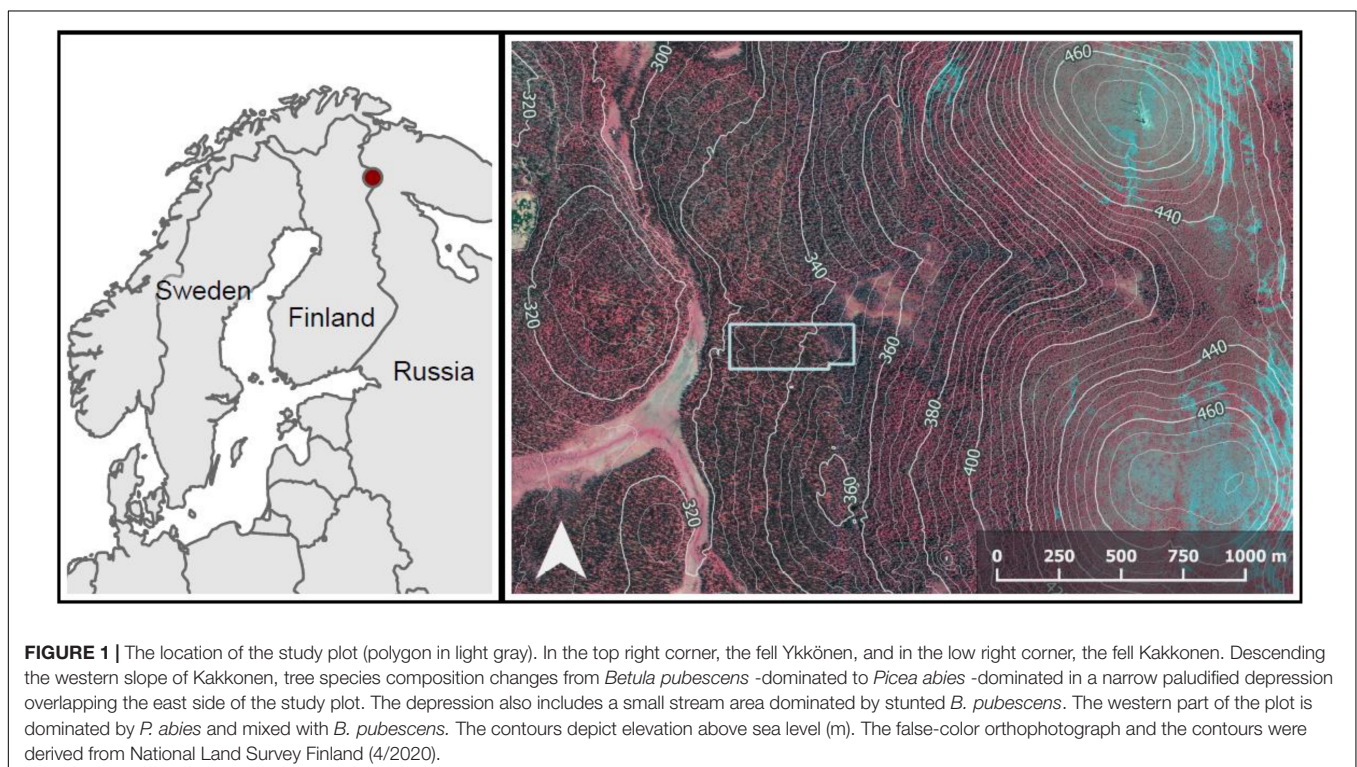 Sweden
Finland
Russia
300
320
460
440
340
320
360
440
380
460
400
360
320
0 250 500 750 1000 m
FIGURE 1 | The location of the study plot (polygon in light gray). In the top right corner, the fell Ykkönen, and in the low right corner, the fell Kakkonen. Descending
the western slope of Kakkonen, tree species composition changes from Betula pubescens -dominated to Picea abies -dominated in a narrow paludified depression
overlapping the east side of the study plot. The depression also includes a small stream area dominated by stunted B. pubescens. The western part of the plot is
dominated by P. abies and mixed with B. pubescens. The contours depict elevation above sea level (m). The false-color orthophotograph and the contours were
derived from National Land Survey Finland (4/2020).